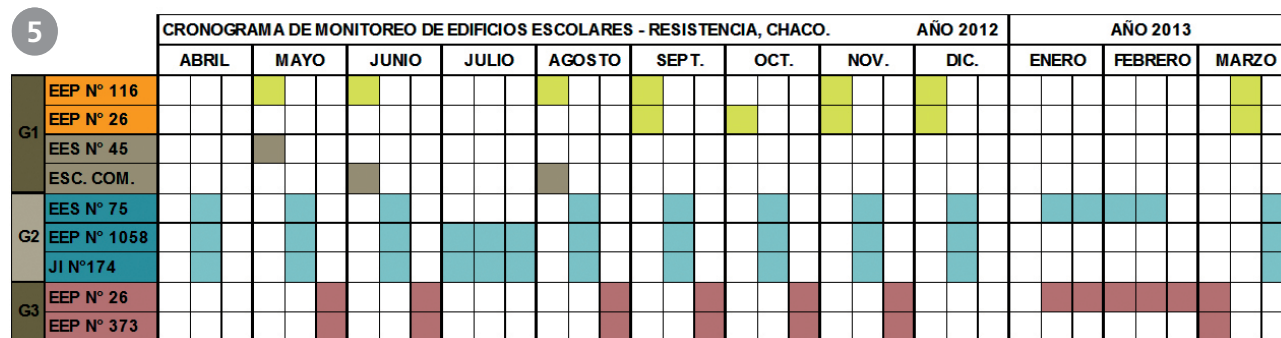 5
CRONOGRAMA DE MONITOREO DE EDIFICIOS ESCOLARES - RESISTENCIA, CHACO. AÑO 2012 AÑO 2013
ABRIL MAYO JUNIO JULIO AGOSTO SEPT. OCT. NOV. DIC. ENERO FEBRERO MARZO
G1
EEP N° 116
EEP N° 26
EES N° 45
ESC. COM.
G2
EES N° 75
EEP N° 1058
JI N°174
G3
EEP N° 26
EEP N° 373